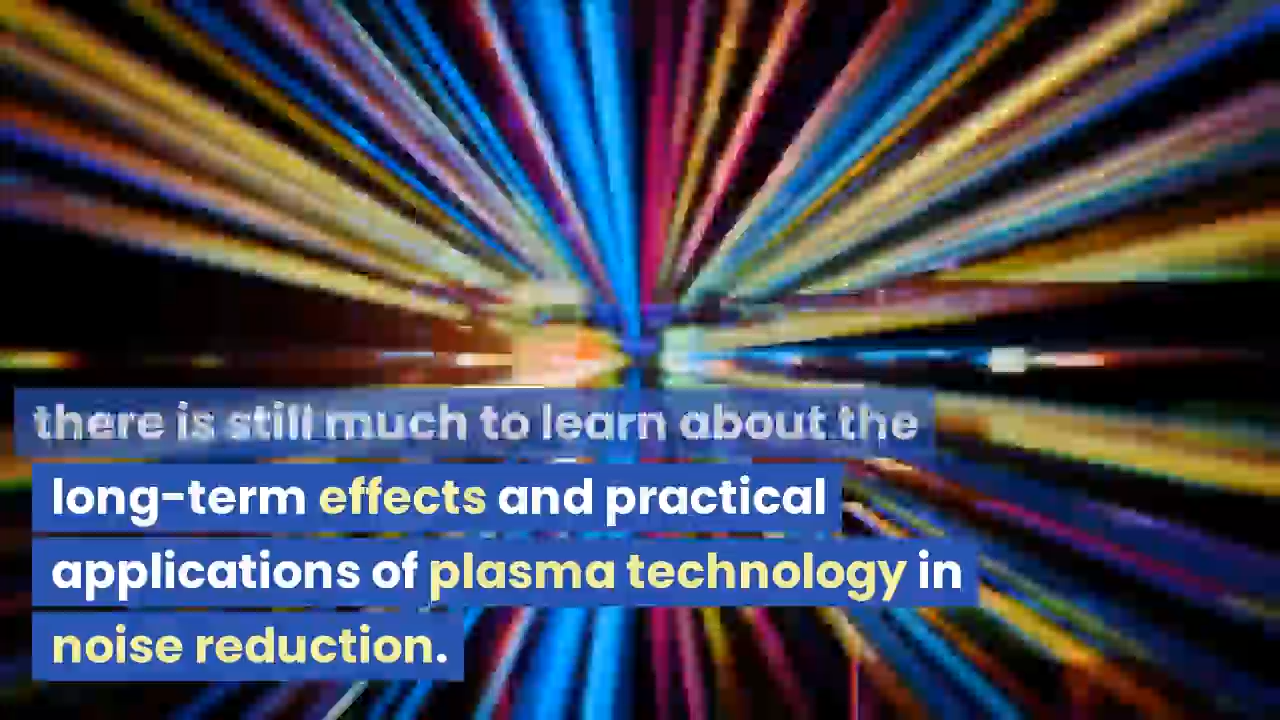 there is still much to learn about the
long-term effects and practical
applications of plasma technology in
noise reduction.